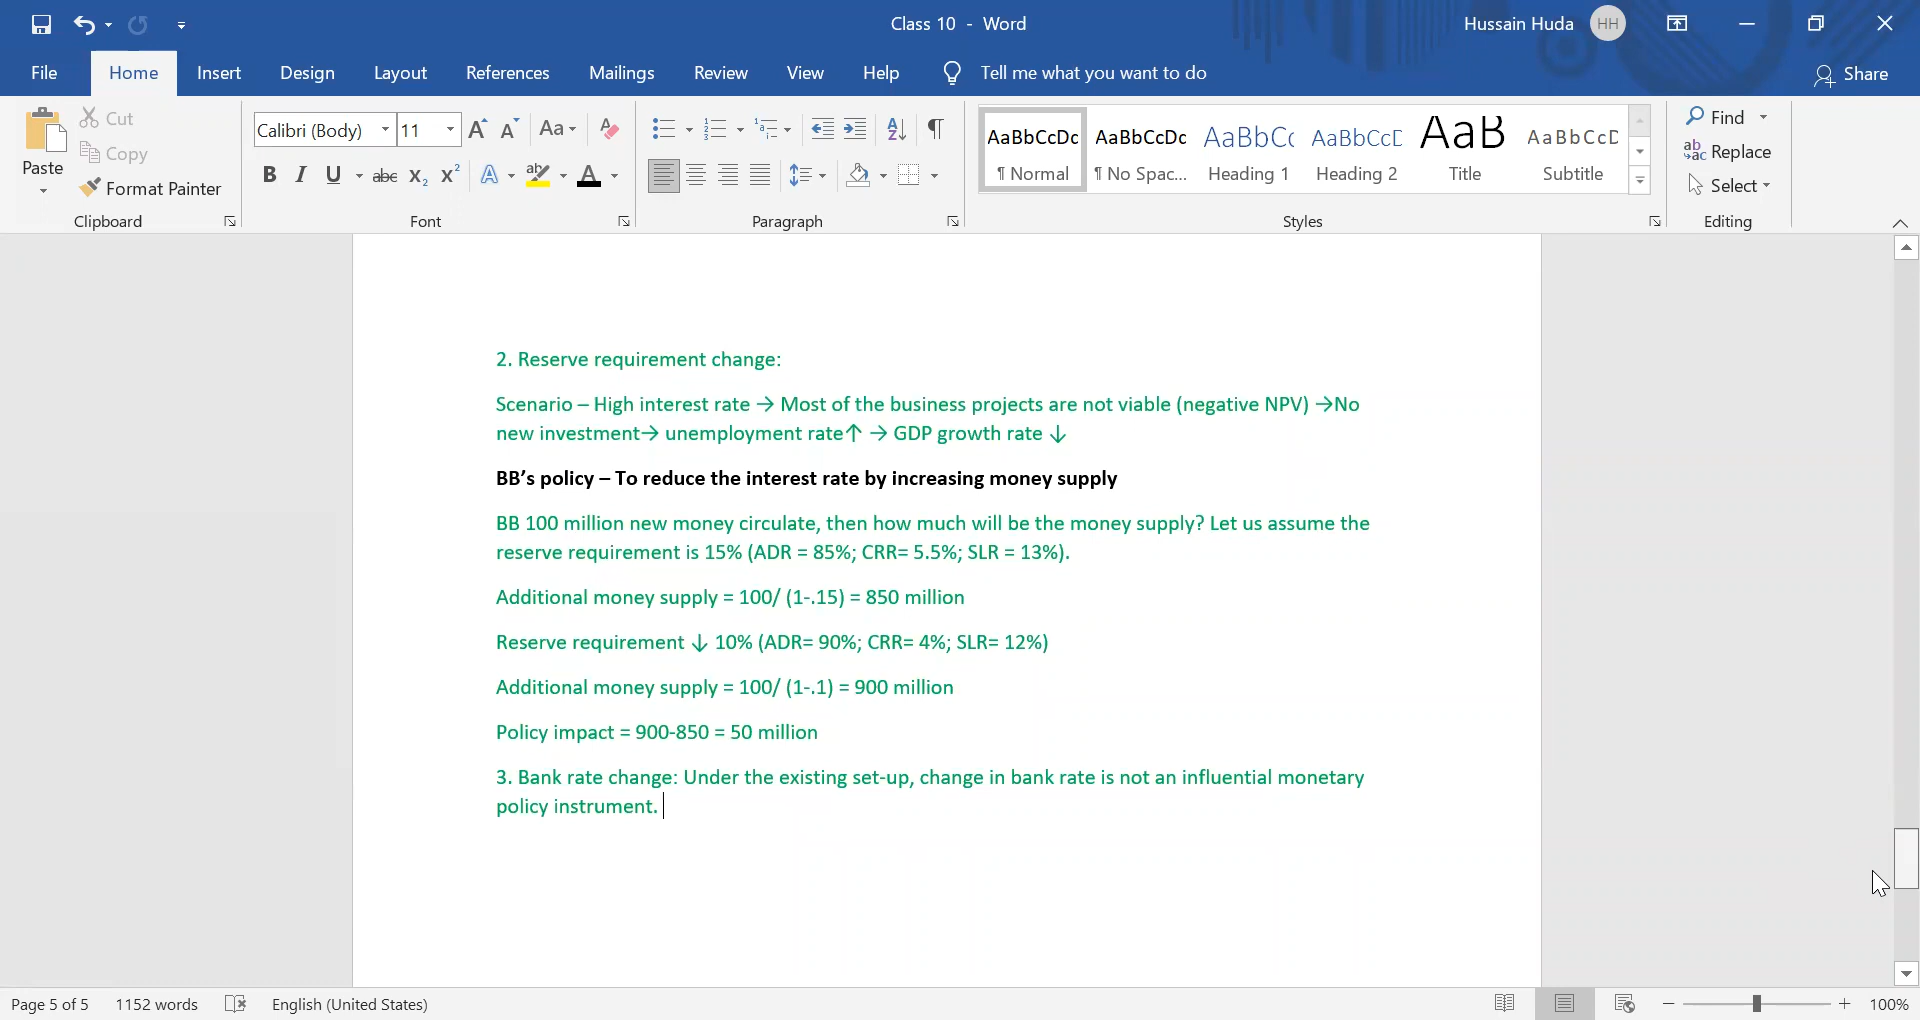 Class 10 - Word
Hussain Huda HH
File Home Insert Design Layout References Mailings Review View Help Tell me what you want to do Share
Paste
Cut
Copy
Format Painter
Clipboard
Calibri (Body) 11
Font
Paragraph
AaBbCcDc AaBbCcDc AaBbCc AaBbCcE AaB AaBbCcD
¶ Normal ¶ No Spac... Heading 1 Heading 2 Title Subtitle
Styles
Find
Replace
Select
Editing
2. Reserve requirement change:
Scenario – High interest rate → Most of the business projects are not viable (negative NPV) →No
new investment→ unemployment rate↑ → GDP growth rate ↓
BB’s policy – To reduce the interest rate by increasing money supply
BB 100 million new money circulate, then how much will be the money supply? Let us assume the
reserve requirement is 15% (ADR = 85%; CRR= 5.5%; SLR = 13%).
Additional money supply = 100/ (1-.15) = 850 million
Reserve requirement ↓ 10% (ADR= 90%; CRR= 4%; SLR= 12%)
Additional money supply = 100/ (1-.1) = 900 million
Policy impact = 900-850 = 50 million
3. Bank rate change: Under the existing set-up, change in bank rate is not an influential monetary
policy instrument.
Page 5 of 5 1152 words English (United States) 100%